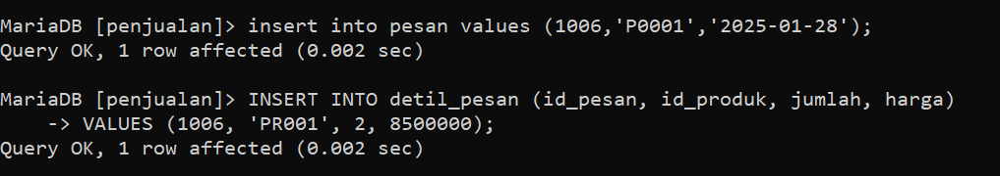 MariaDB [penjualan]> insert into pesan values (1006,'P0001','2025-01-28');
Query OK, 1 row affected (0.002 sec)
MariaDB [penjualan]> INSERT INTO detil_pesan (id_pesan, id_produk, jumlah, harga)
    -> VALUES (1006, 'PR001', 2, 8500000);
Query OK, 1 row affected (0.002 sec)